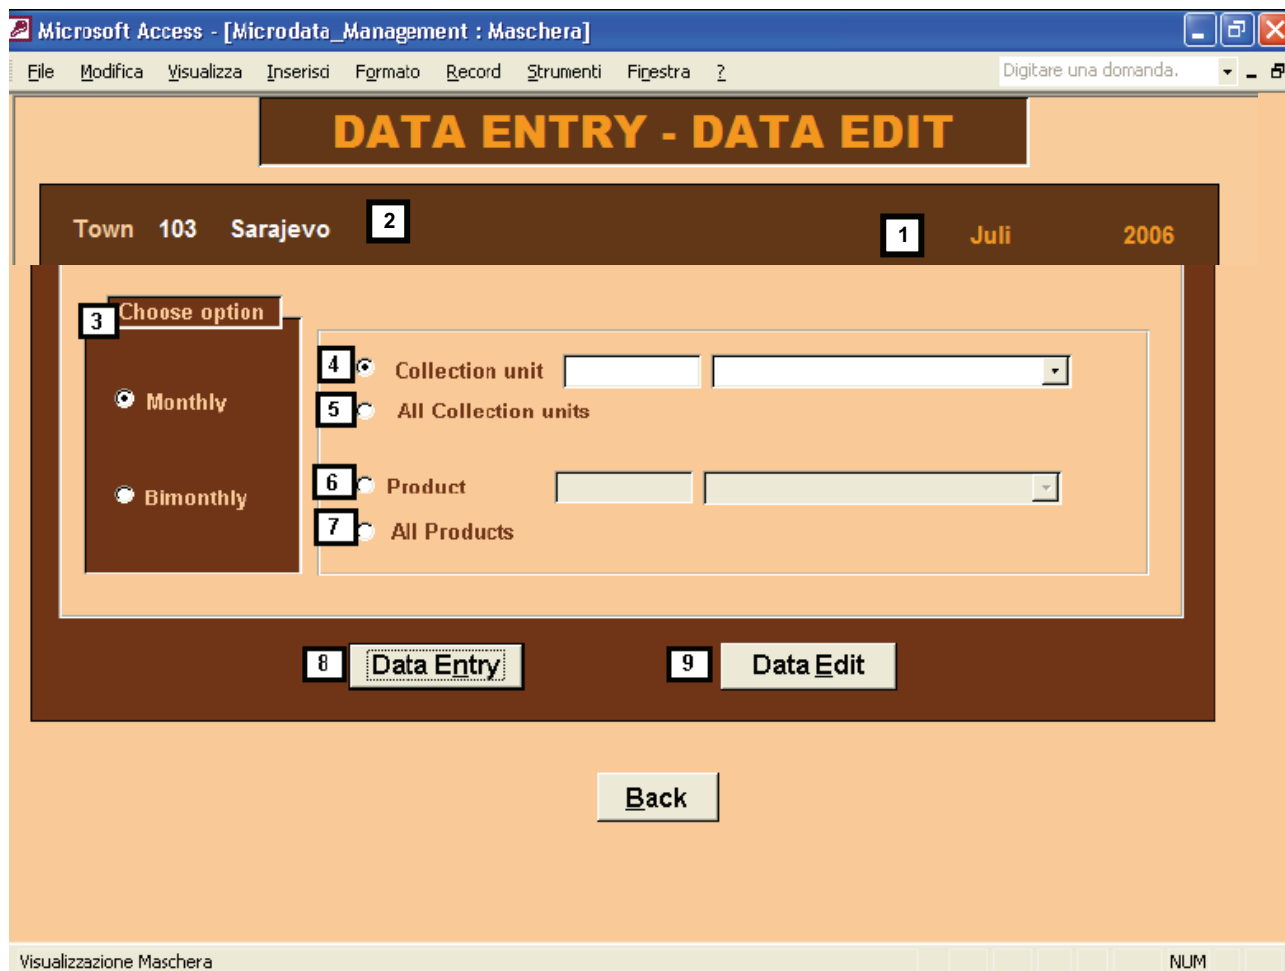 Microsoft Access - [Microdata_Management : Maschera]
File Modifica Visualizza Inserisci Formato Record Strumenti Finestra ? Digitare una domanda.
DATA ENTRY - DATA EDIT
Town 103 Sarajevo 2 1 Juli 2006
3 Choose option
4 Collection unit
Monthly
5 All Collection units
6 Product
Bimonthly
7 All Products
8 Data Entry 9 Data Edit
Back
Visualizzazione Maschera NUM